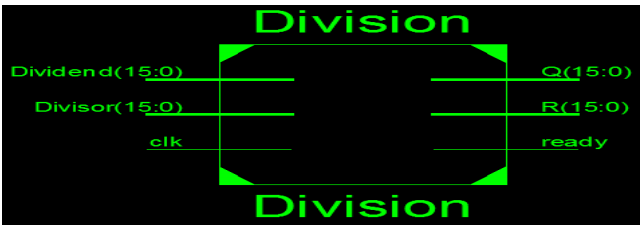 Division
Dividend(15:0) Q(15:0)
Divisor(15:0) R(15:0)
clk ready
Division